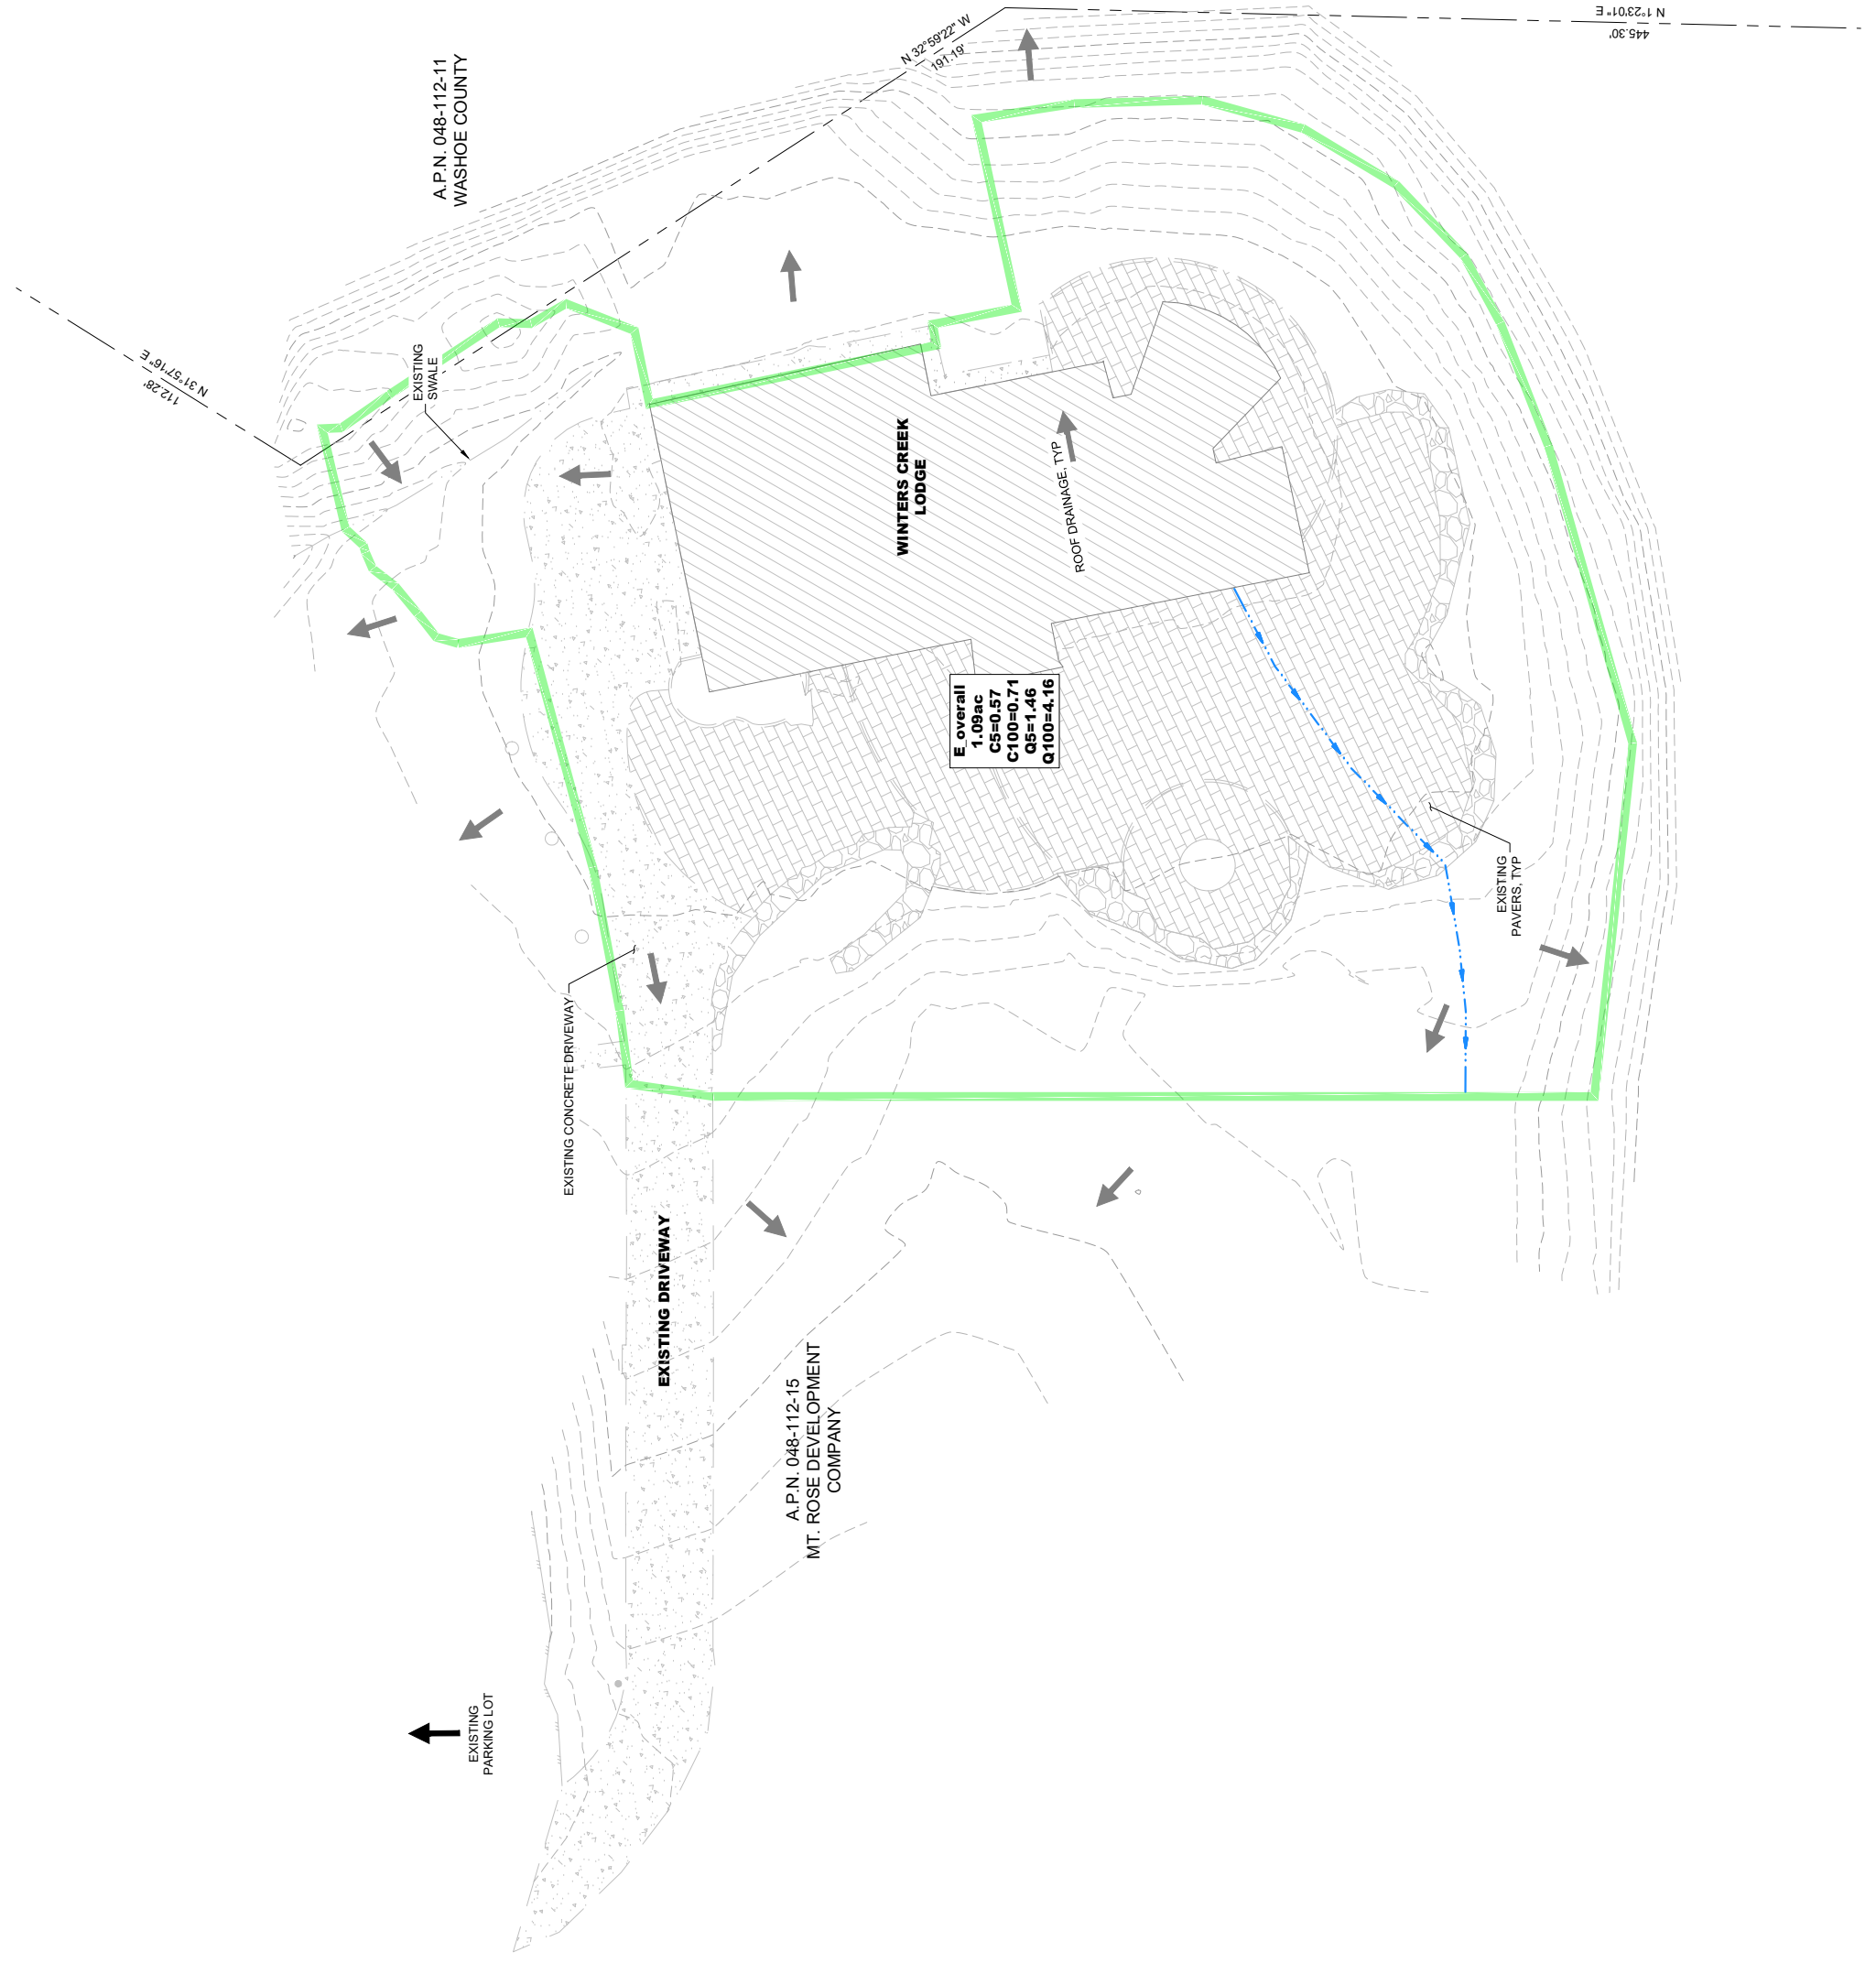 A.P.N. 048-112-11
WASHOE COUNTY
N 31°57'16" E
112.28'
N 32°59'22" W
191.19'
N 1°23'01" E
445.30'
EXISTING
SWALE
WINTERS CREEK
LODGE
ROOF DRAINAGE, TYP
E_overall
1.09ac
C5=0.57
C100=0.71
Q5=1.46
Q100=4.16
EXISTING
PAVERS, TYP
EXISTING CONCRETE DRIVEWAY
EXISTING DRIVEWAY
A.P.N. 048-112-15
MT. ROSE DEVELOPMENT
COMPANY
EXISTING
PARKING LOT